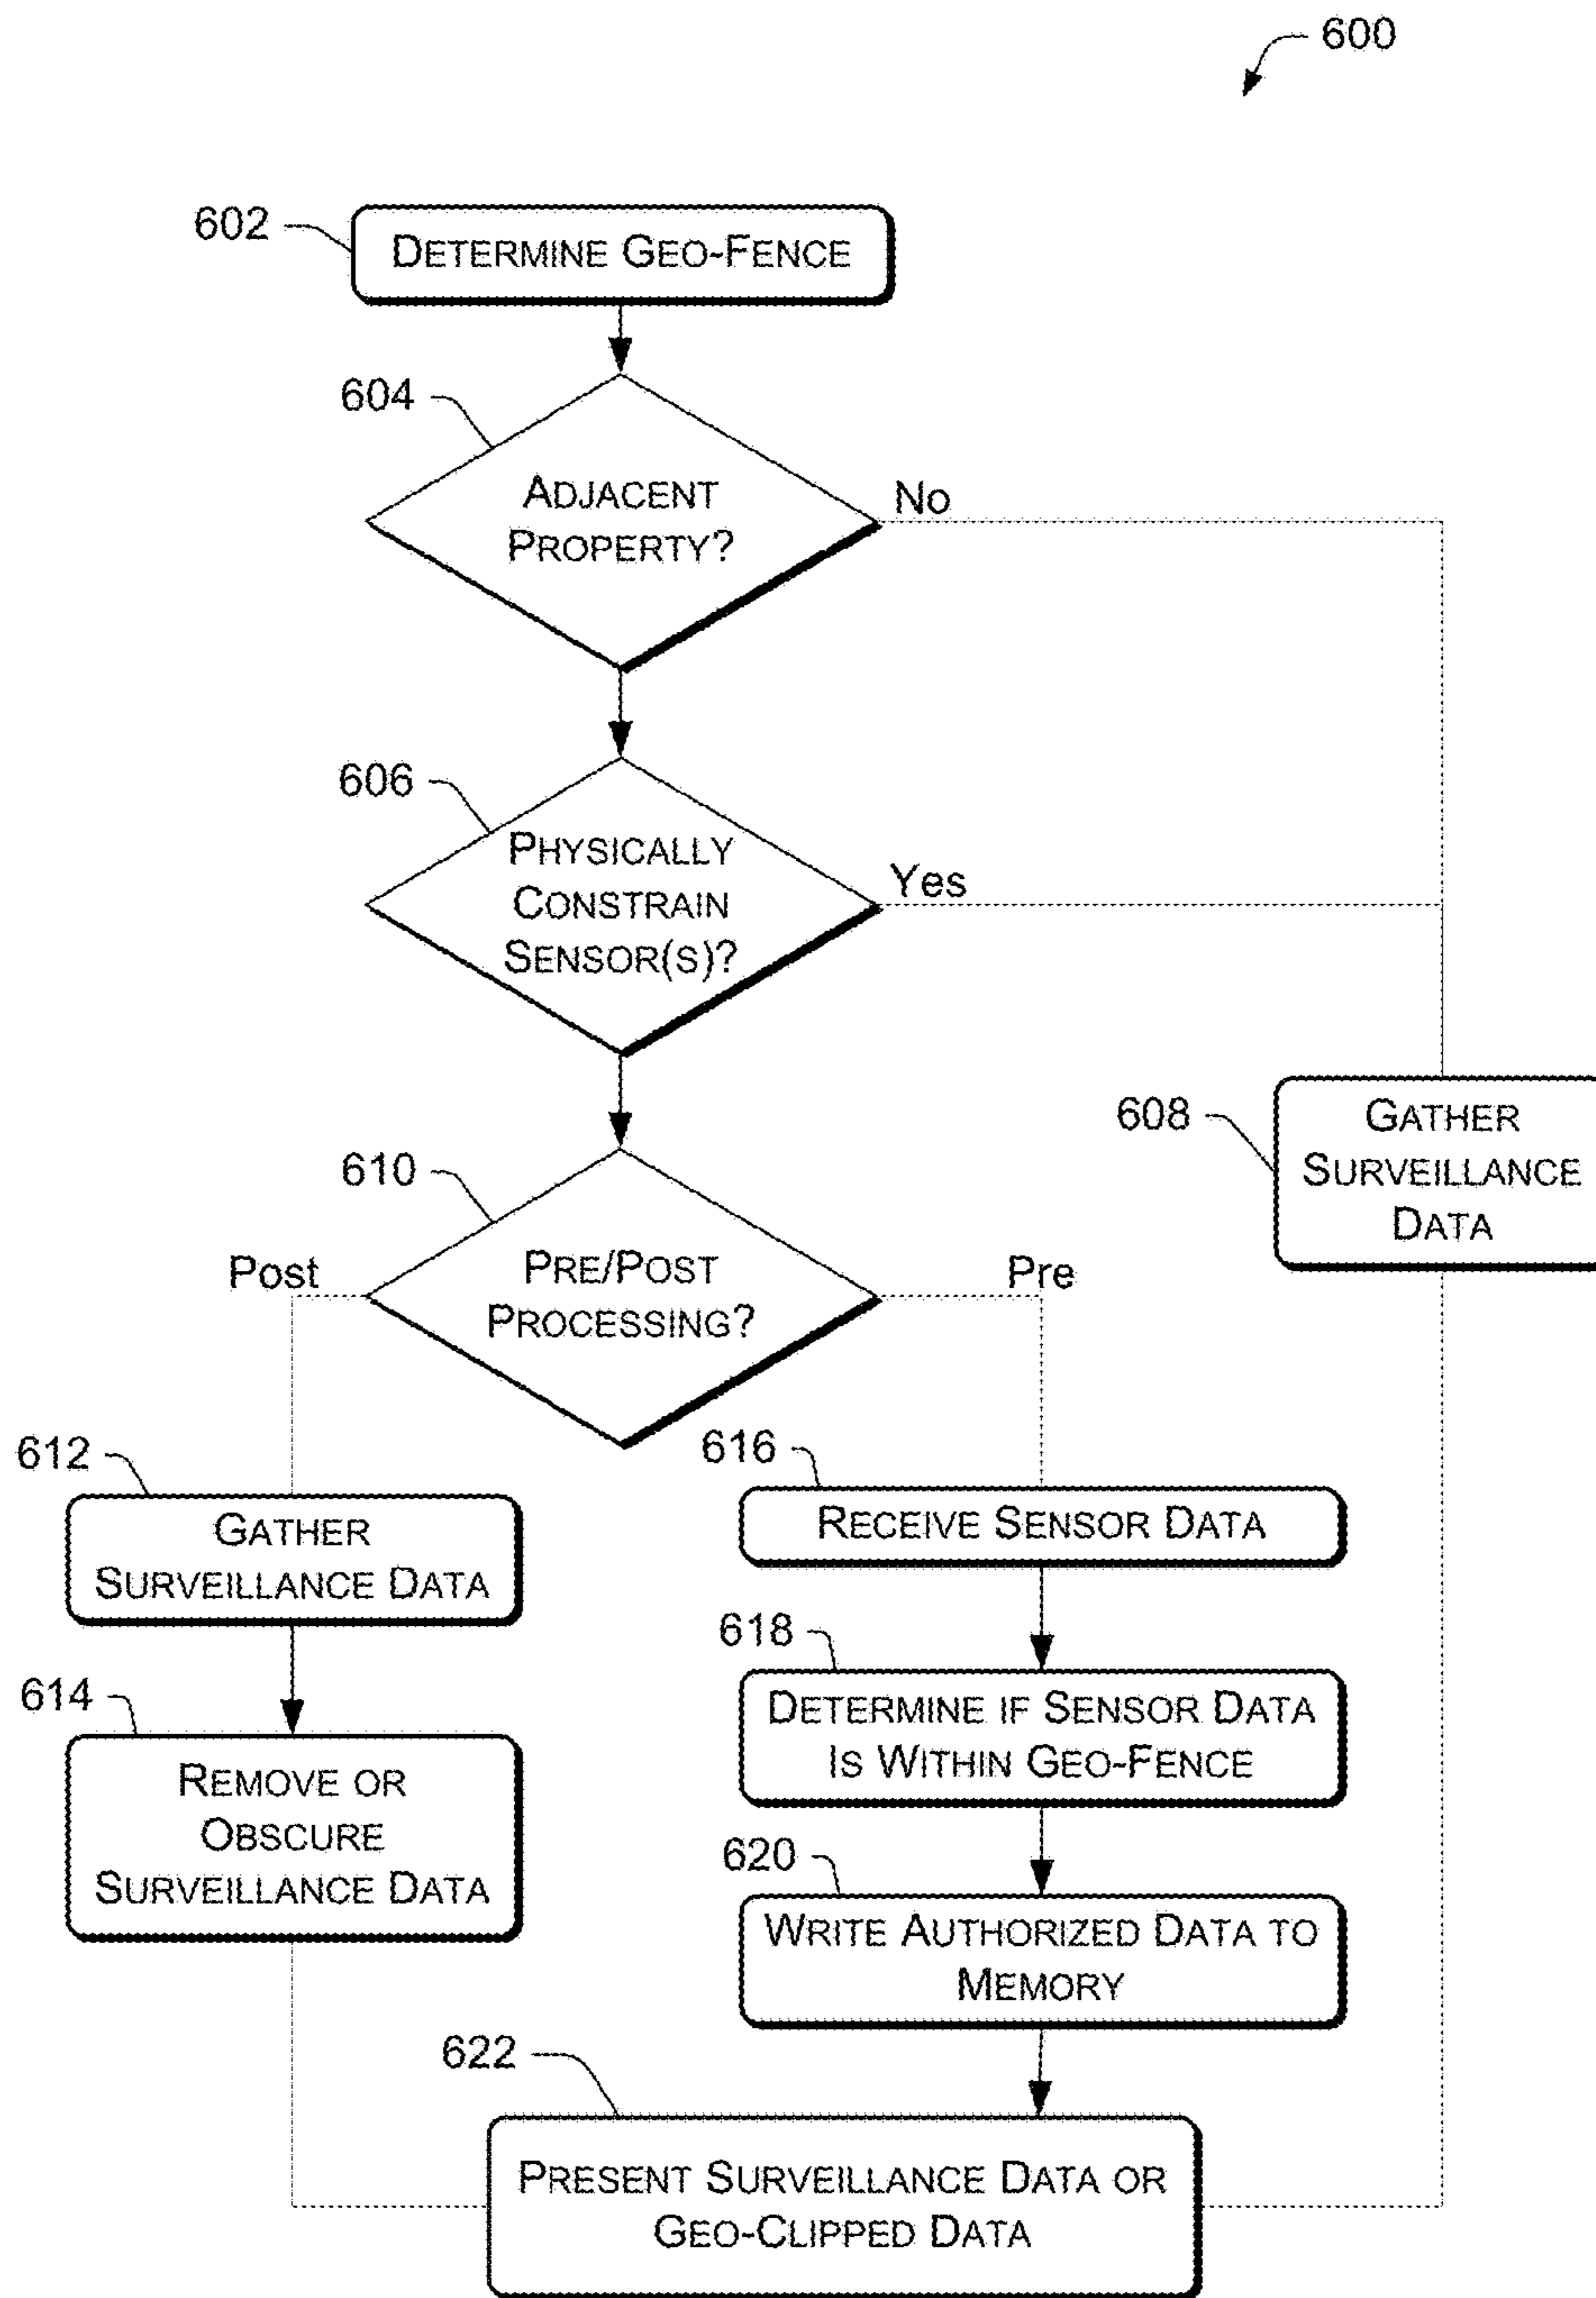 600
602
DETERMINE GEO-FENCE
604
ADJACENT
PROPERTY?
No
606
PHYSICALLY
CONSTRAIN
SENSOR(S)?
Yes
608
GATHER
SURVEILLANCE
DATA
610
PRE/POST
PROCESSING?
Post
Pre
612
GATHER
SURVEILLANCE DATA
614
REMOVE OR
OBSCURE
SURVEILLANCE DATA
616
RECEIVE SENSOR DATA
618
DETERMINE IF SENSOR DATA
IS WITHIN GEO-FENCE
620
WRITE AUTHORIZED DATA TO
MEMORY
622
PRESENT SURVEILLANCE DATA OR
GEO-CLIPPED DATA